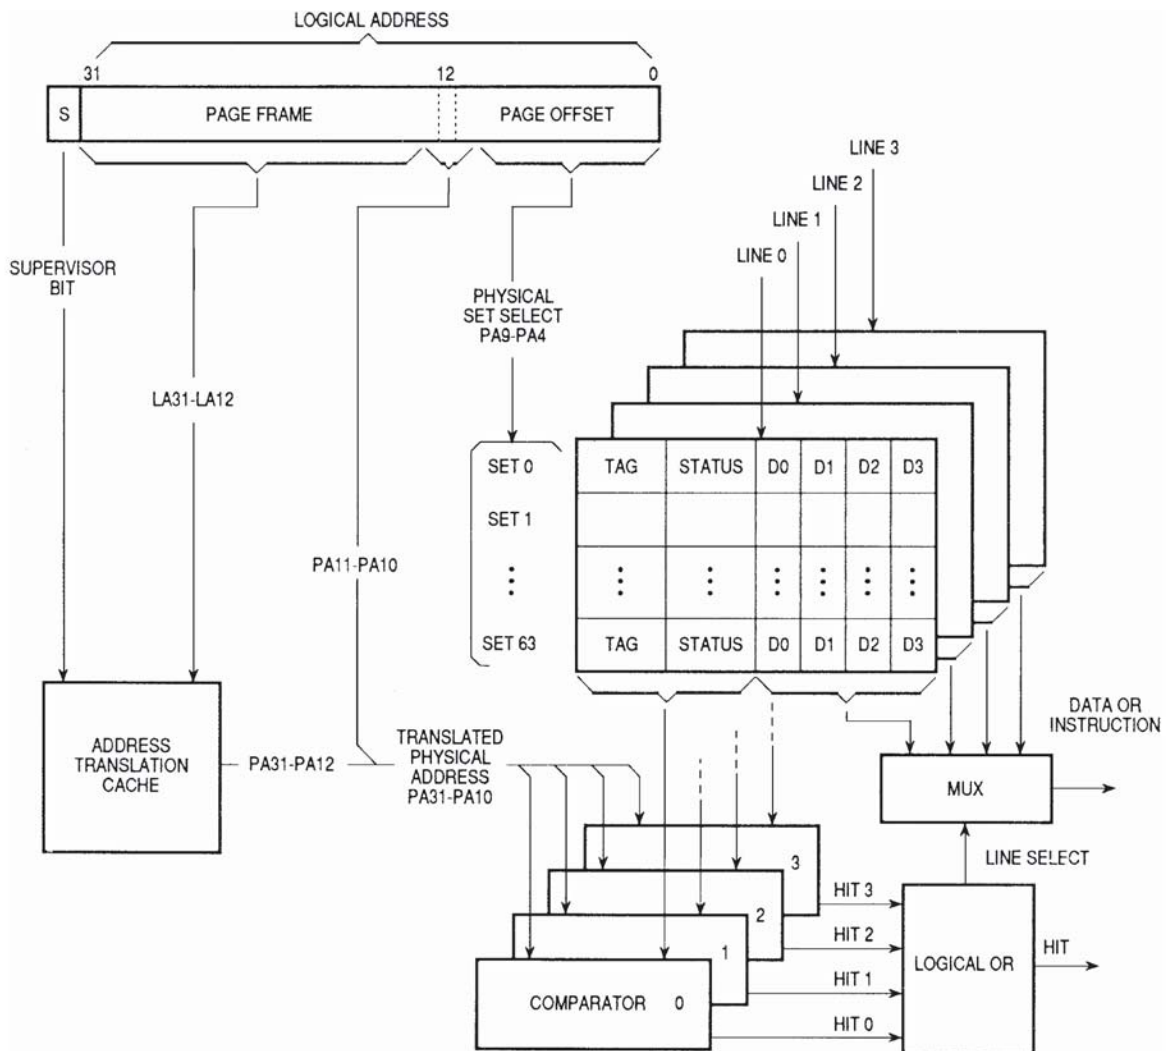 LOGICAL ADDRESS
31 12 0
S PAGE FRAME PAGE OFFSET
LINE 3
LINE 2
LINE 1
LINE 0
SUPERVISOR
BIT
PHYSICAL
SET SELECT
PA9-PA4
LA31-LA12
SET 0 TAG STATUS D0 D1 D2 D3
SET 1
PA11-PA10
SET 63 TAG STATUS D0 D1 D2 D3
ADDRESS
TRANSLATION
CACHE
PA31-PA12
TRANSLATED
PHYSICAL
ADDRESS
PA31-PA10
DATA OR
INSTRUCTION
MUX
LINE SELECT
3
2
1
COMPARATOR 0
HIT 3
HIT 2
HIT 1
HIT 0
LOGICAL OR
HIT